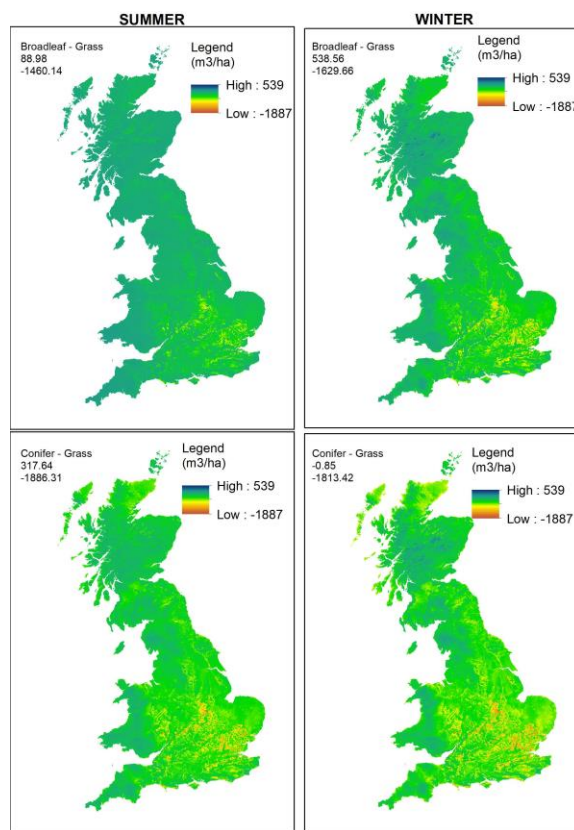 SUMMER
WINTER
Broadleaf - Grass
88.98
-1460.14
Legend
(m3/ha)
High : 539
Low : -1887
Broadleaf - Grass
538.56
-1629.66
Legend
(m3/ha)
High : 539
Low : -1887
Conifer - Grass
317.64
-1886.31
Legend
(m3/ha)
High : 539
Low : -1887
Conifer - Grass
-0.85
-1813.42
Legend
(m3/ha)
High : 539
Low : -1887